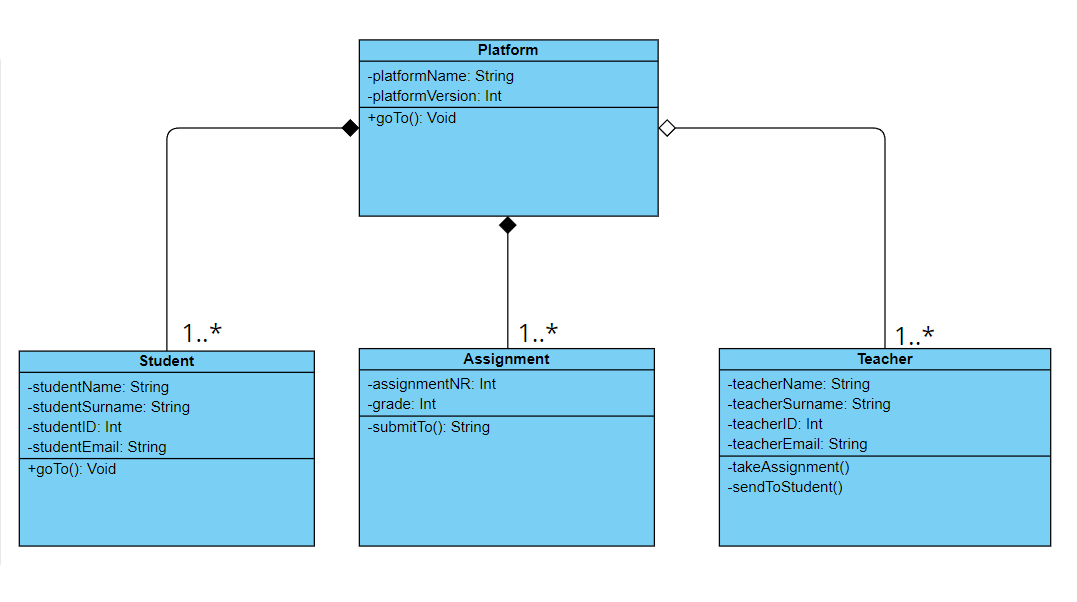 Platform
-platformName: String
-platformVersion: Int
+goTo(): Void
1..*
1..*
1..*
Student
-studentName: String
-studentSurname: String
-studentID: Int
-studentEmail: String
+goTo(): Void
Assignment
-assignmentNR: Int
-grade: Int
-submitTo(): String
Teacher
-teacherName: String
-teacherSurname: String
-teacherID: Int
-teacherEmail: String
-takeAssignment()
-sendToStudent()